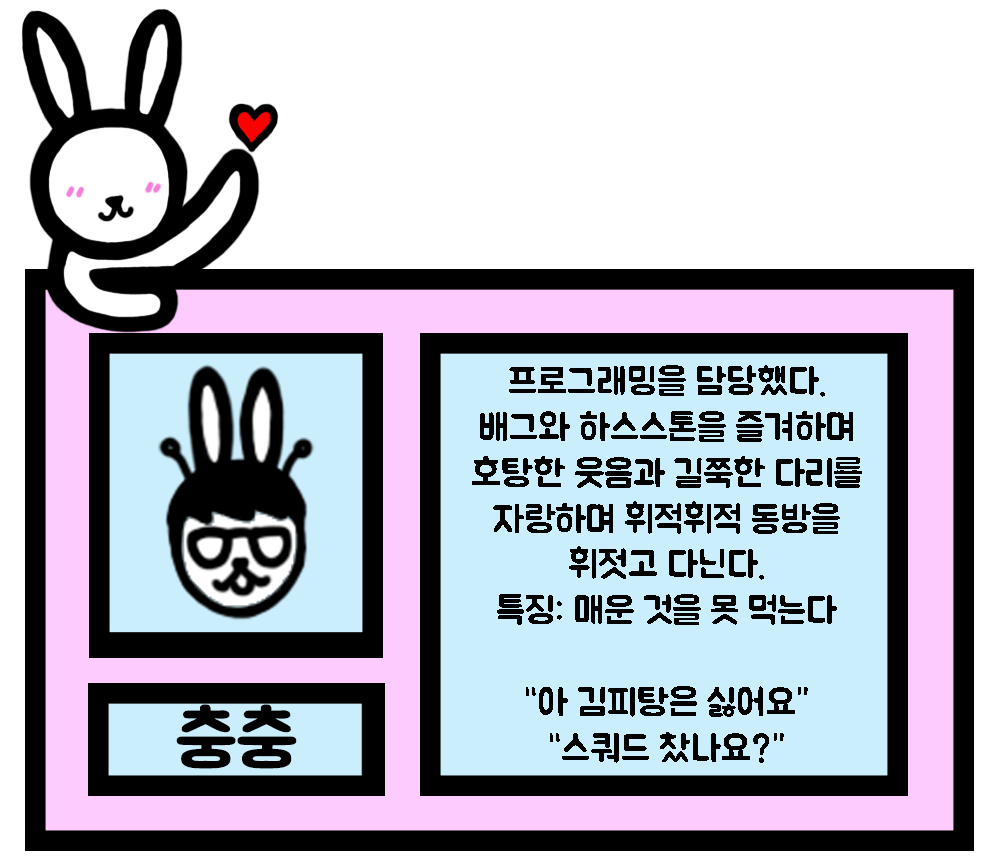 프로그래밍을 담당했다.
배그와 하스스톤을 즐겨하며
호탕한 웃음과 길쭉한 다리를
자랑하며 휘적휘적 동방을
휘젓고 다닌다.
특징: 매운 것을 못 먹는다
“아 김피탕은 싫어요”
“스쿼드 찼나요?”
충충